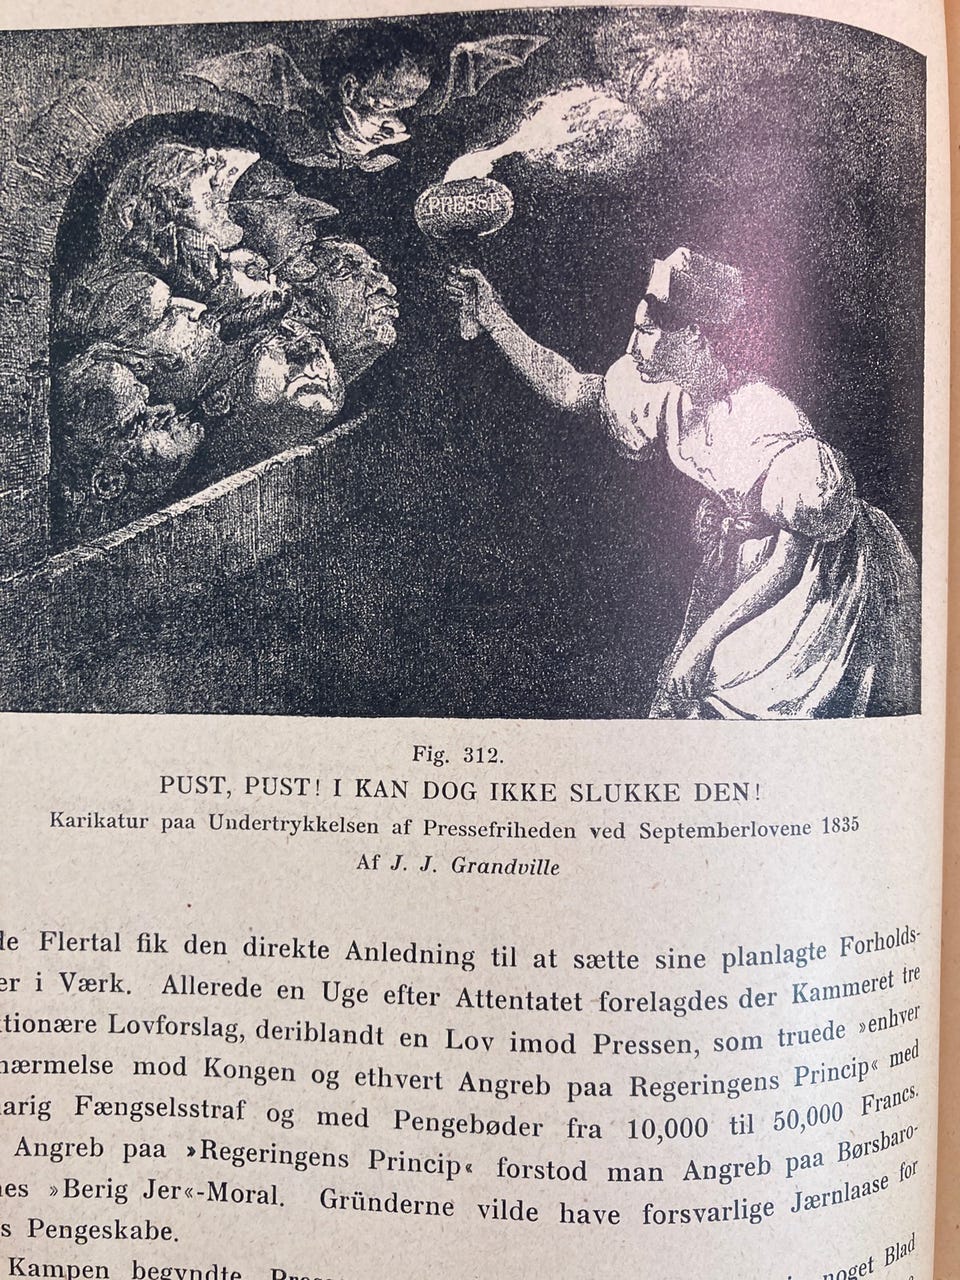 PRESSE
Fig. 312.
PUST, PUST! I KAN DOG IKKE SLUKKE DEN!
Karikatur paa Undertrykkelsen af Pressefriheden ved Septemberlovene 1835
Af J. J. Grandville
de Flertal fik den direkte Anledning til at sætte sine planlagte Forholds-
er i Værk. Allerede en Uge efter Attentatet forelagdes der Kammeret tre
tionære Lovforslag, deriblandt en Lov imod Pressen, som truede »enhver
nærmelse mod Kongen og ethvert Angreb paa Regeringens Princip« med
arig Fængselsstraf og med Pengebøder fra 10,000 til 50,000 Francs.
Angreb paa »Regeringens Princip« forstod man Angreb paa Børsbaro-
nes »Berig Jer«-Moral. Gründerne vilde have forsvarlige Jærnlaase for
s Pengeskabe.
Kampen begyndte noget Blad